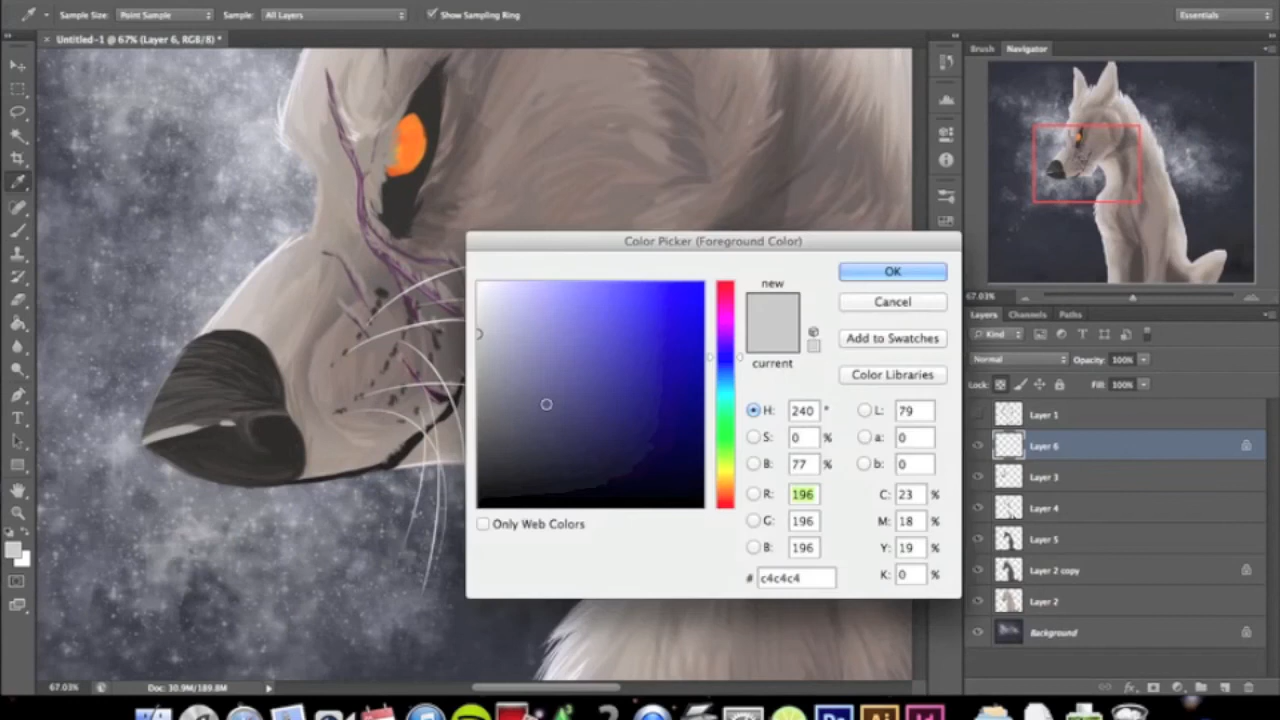 Sample Size: Point Sample Sample: All Layers Show Sampling Ring Essentials
× Untitled-1 @ 67% (Layer 6, RGB/8) *
Brush Navigator
67.03%
Layers Channels Paths
Kind
Normal Opacity: 100%
Lock: Fill: 100%
Layer 1
Layer 6
Layer 3
Layer 4
Layer 5
Layer 2 copy
Layer 2
Background
Color Picker (Foreground Color)
new
current
OK
Cancel
Add to Swatches
Color Libraries
H: 240 ° L: 79
S: 0 % a: 0
B: 77 % b: 0
R: 196 C: 23 %
G: 196 M: 18 %
B: 196 Y: 19 %
# c4c4c4 K: 0 %
Only Web Colors
67.03% Doc: 30.9M/189.8M